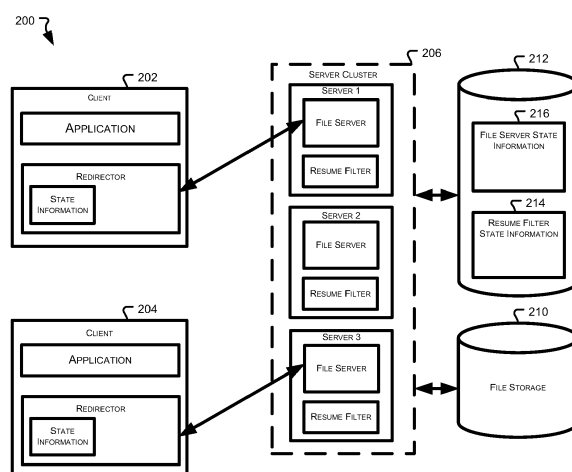 200
202
CLIENT
APPLICATION
REDIRECTOR
STATE
INFORMATION
204
CLIENT
APPLICATION
REDIRECTOR
STATE
INFORMATION
206
SERVER CLUSTER
SERVER 1
FILE SERVER
RESUME FILTER
SERVER 2
FILE SERVER
RESUME FILTER
SERVER 3
FILE SERVER
RESUME FILTER
212
216
FILE SERVER STATE
INFORMATION
214
RESUME FILTER
STATE INFORMATION
210
FILE STORAGE